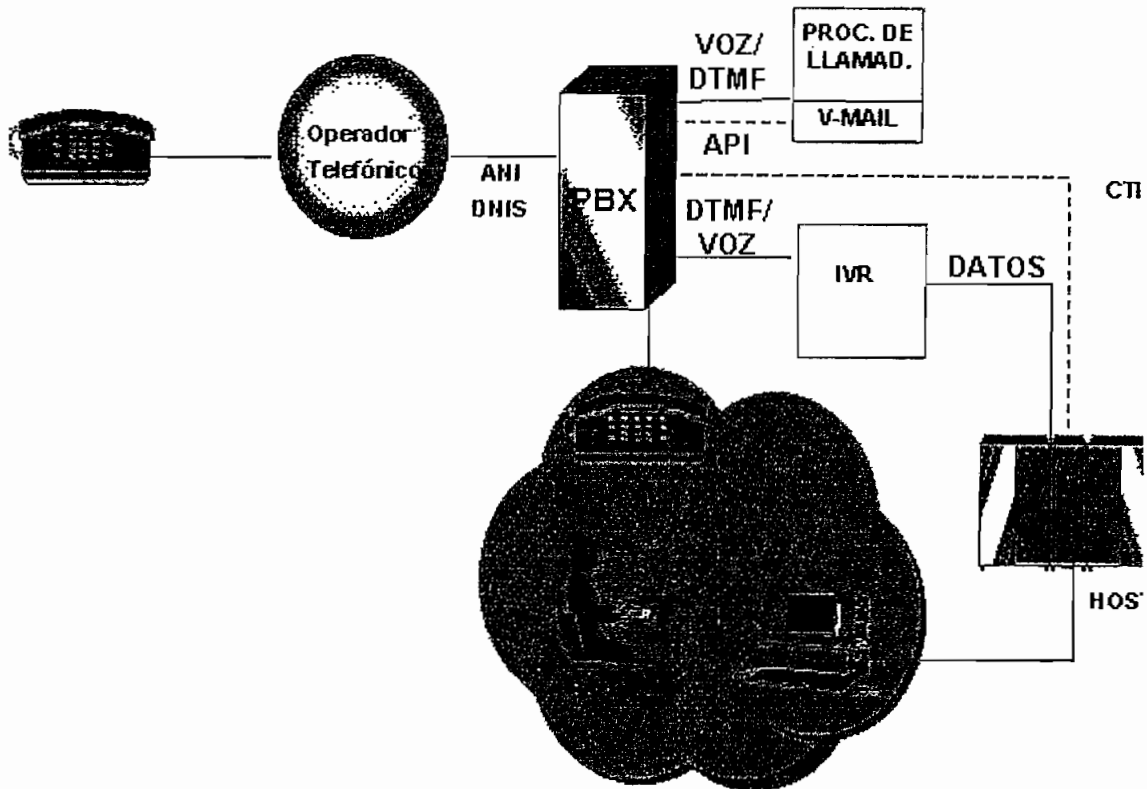 PROC. DE
LLAMAD.
V-MAIL
VOZ/
DTMF
API
Operador
Telefónico
ANI
DNIS
PBX
CTI
DTMF/
VOZ
IVR
DATOS
HOST